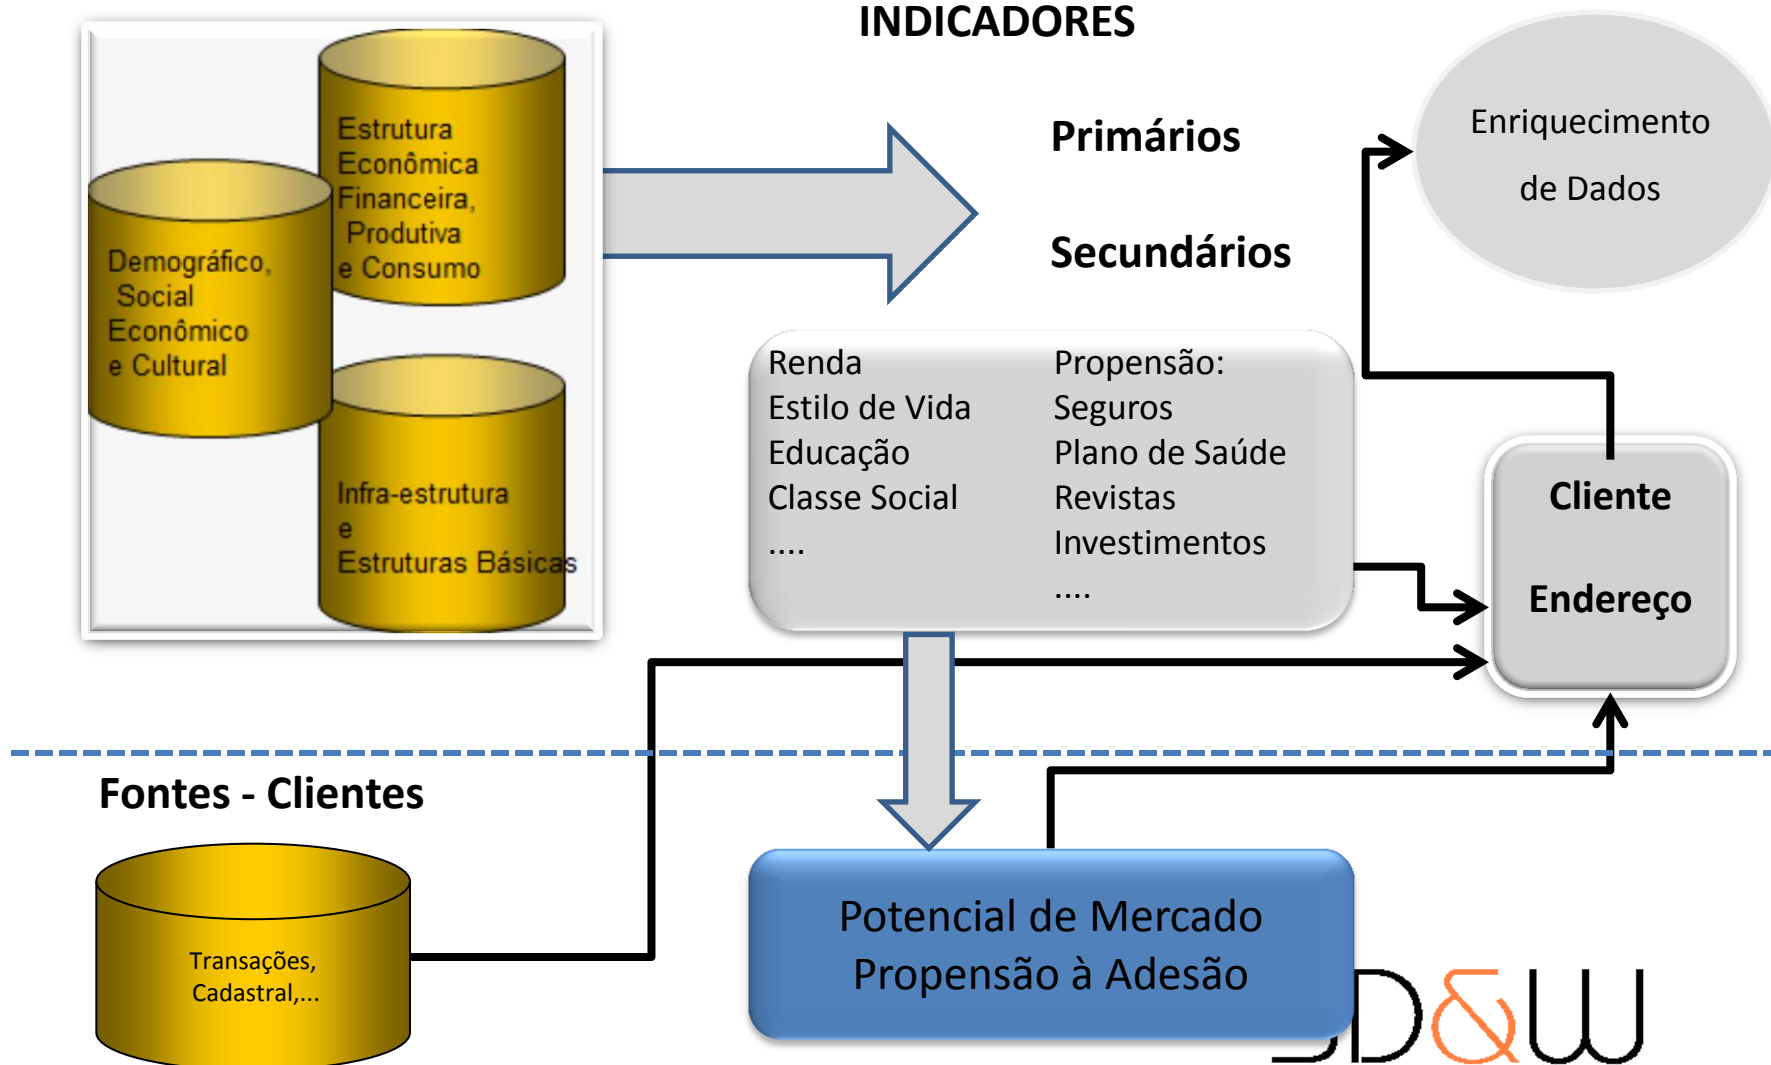 INDICADORES
Estrutura
Econômica
Financeira,
Produtiva
e Consumo
Demográfico,
Social
Econômico
e Cultural
Infra-estrutura
e
Estruturas Básicas
Primários
Secundários
Enriquecimento
de Dados
Renda
Estilo de Vida
Educação
Classe Social
....
Propensão:
Seguros
Plano de Saúde
Revistas
Investimentos
....
Cliente
Endereço
Fontes - Clientes
Transações,
Cadastral,...
Potencial de Mercado
Propensão à Adesão
D&W